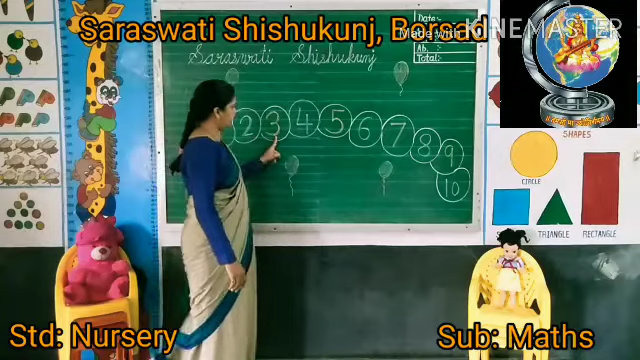 Saraswati Shishukunj,
Made with KINEMASTER
Date:-
Ab. :-
Total:-
Saraswati Shishukunj
2 3 4 5 6 7 8 9 10
SHAPES
CIRCLE
TRIANGLE
RECTANGLE
Std: Nursery
Sub: Maths